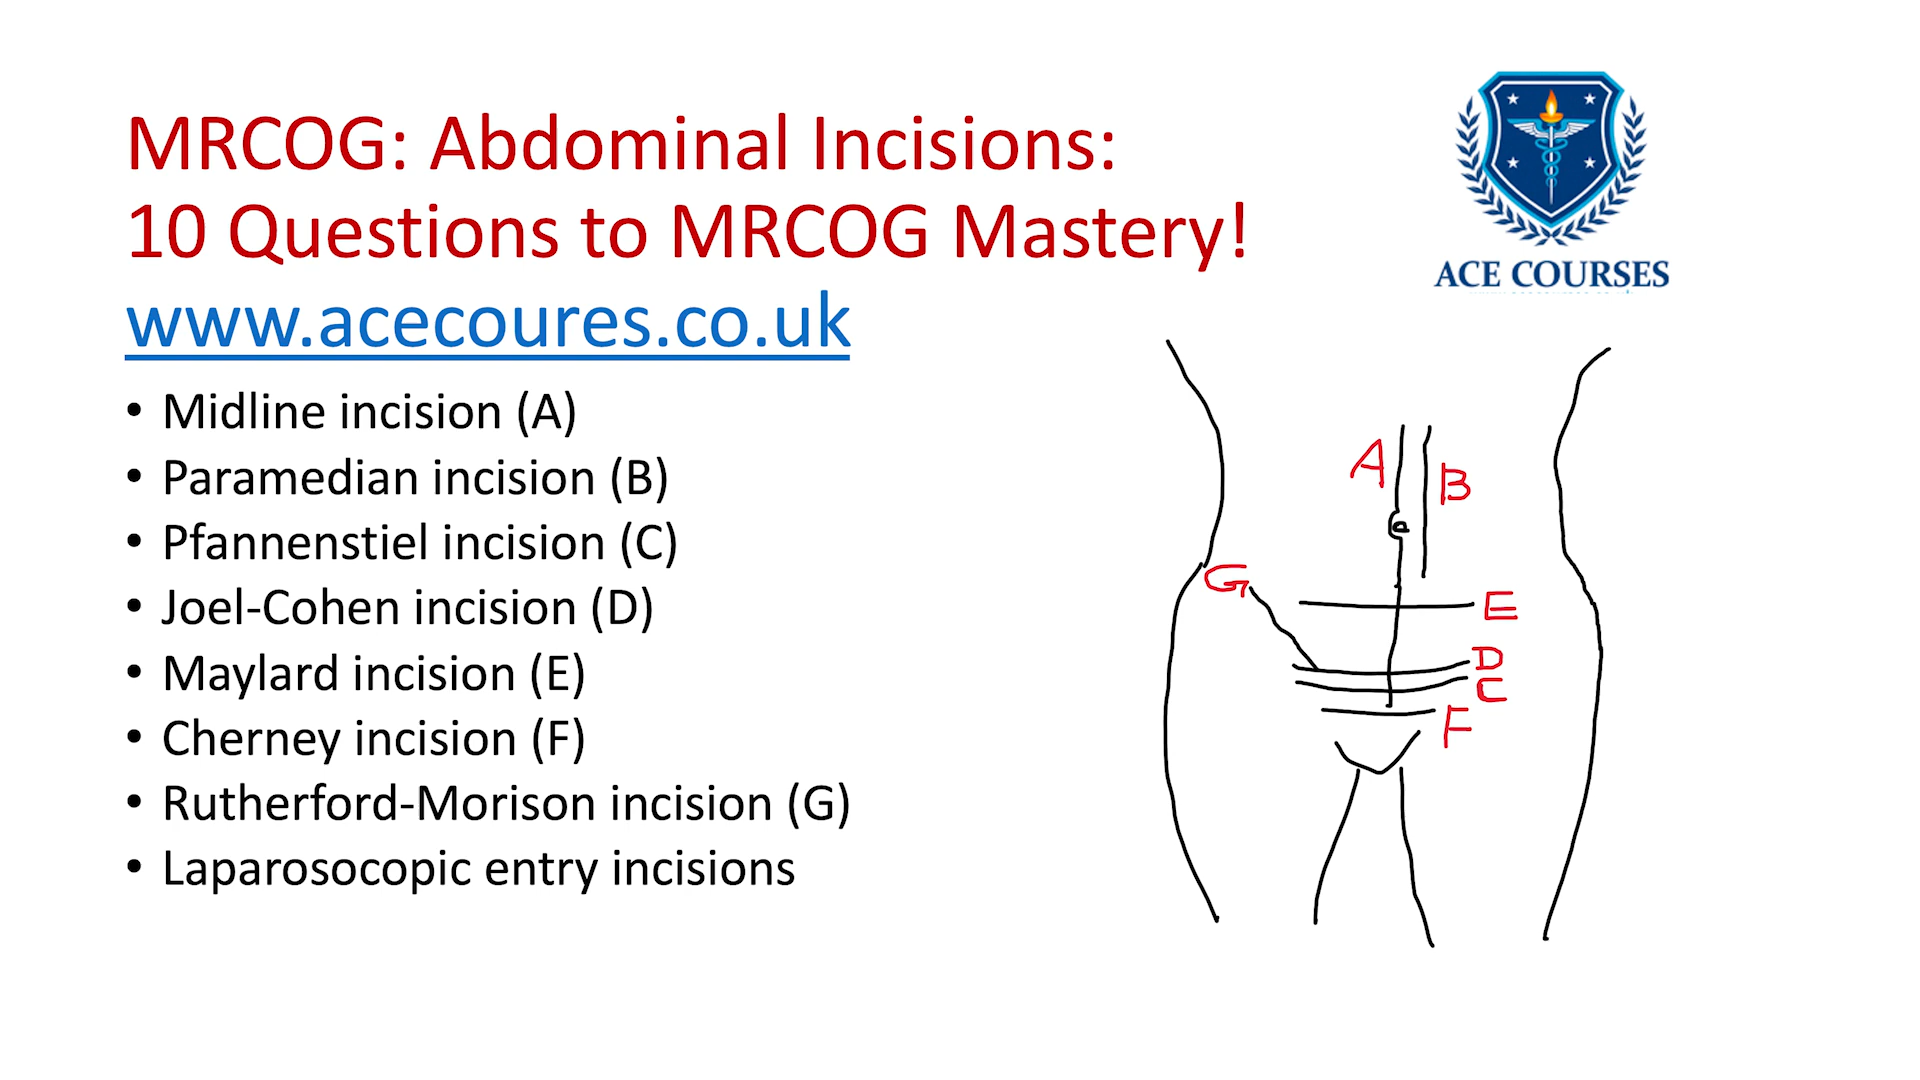 MRCOG: Abdominal Incisions:
10 Questions to MRCOG Mastery!
www.acecoures.co.uk
• Midline incision (A)
• Paramedian incision (B)
• Pfannenstiel incision (C)
• Joel-Cohen incision (D)
• Maylard incision (E)
• Cherney incision (F)
• Rutherford-Morison incision (G)
• Laparosocopic entry incisions
ACE COURSES
A
B
G
E
D
C
F